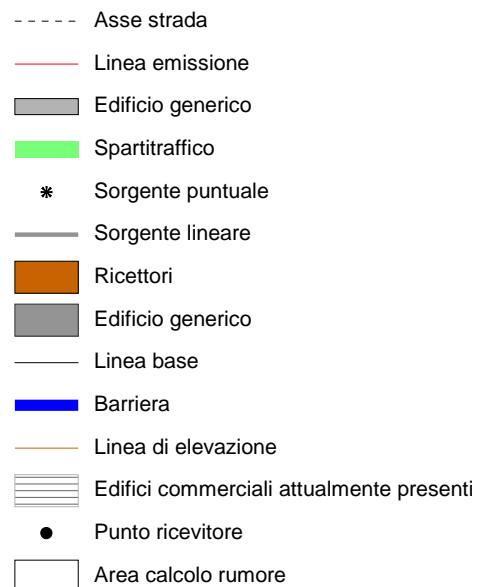 Asse strada
Linea emissione
Edificio generico
Spartitraffico
Sorgente puntuale
Sorgente lineare
Ricettori
Edificio generico
Linea base
Barriera
Linea di elevazione
Edifici commerciali attualmente presenti
Punto ricevitore
Area calcolo rumore